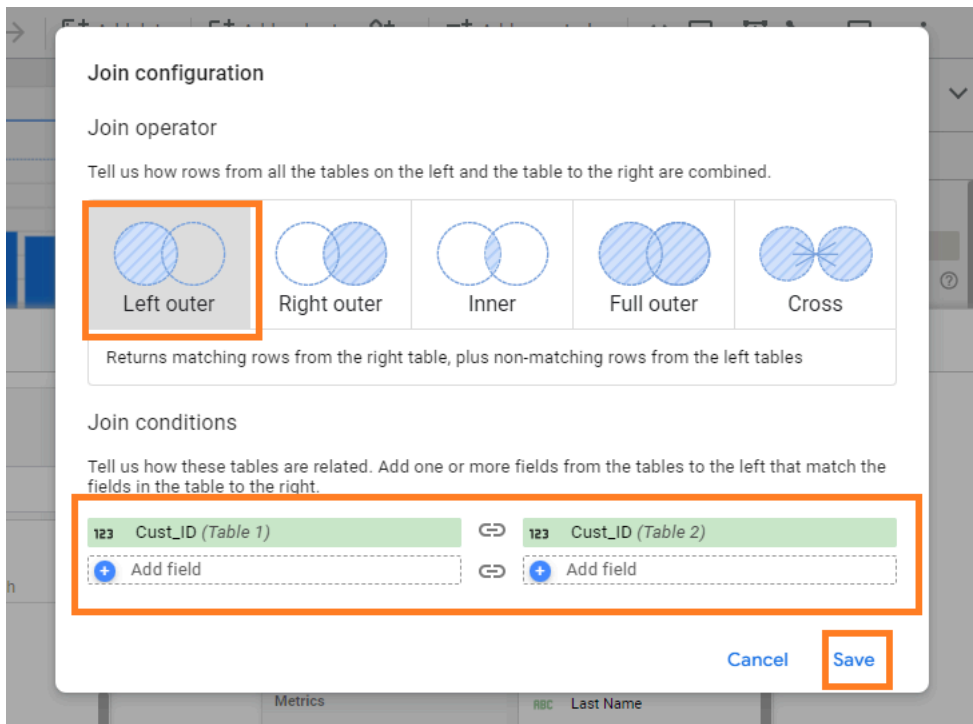 Join configuration
Join operator
Tell us how rows from all the tables on the left and the table to the right are combined.
Left outer
Right outer
Inner
Full outer
Cross
Returns matching rows from the right table, plus non-matching rows from the left tables
Join conditions
Tell us how these tables are related. Add one or more fields from the tables to the left that match the
fields in the table to the right.
123 Cust_ID (Table 1)
123 Cust_ID (Table 2)
Add field
Add field
h
Cancel
Save
Metrics
ABC Last Name